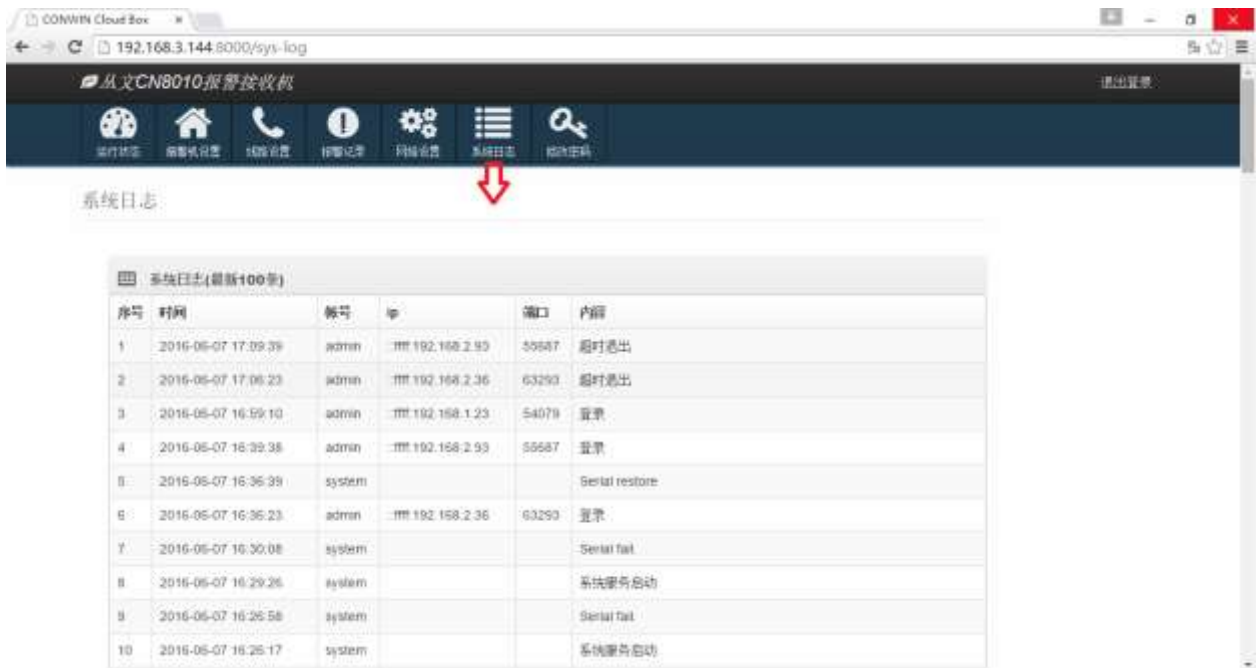 CONWIN Cloud Box
192.168.3.144:8000/sys-log
从文CN8010报警接收机
退出登录
运行状态 接警机设置 线路设置 报警记录 网络设置 系统日志 修改密码
系统日志
系统日志(最新100条)
序号 时间 帐号 ip 端口 内容
1 2016-06-07 17:09:39 admin ::ffff:192.168.2.93 55687 超时退出
2 2016-06-07 17:06:23 admin ::ffff:192.168.2.36 63293 超时退出
3 2016-06-07 16:59:10 admin ::ffff:192.168.1.23 54079 登录
4 2016-06-07 16:39:38 admin ::ffff:192.168.2.93 55687 登录
5 2016-06-07 16:36:39 system Serial restore
6 2016-06-07 16:36:23 admin ::ffff:192.168.2.36 63293 登录
7 2016-06-07 16:30:08 system Serial fail
8 2016-06-07 16:29:26 system 系统服务启动
9 2016-06-07 16:26:58 system Serial fail
10 2016-06-07 16:26:17 system 系统服务启动